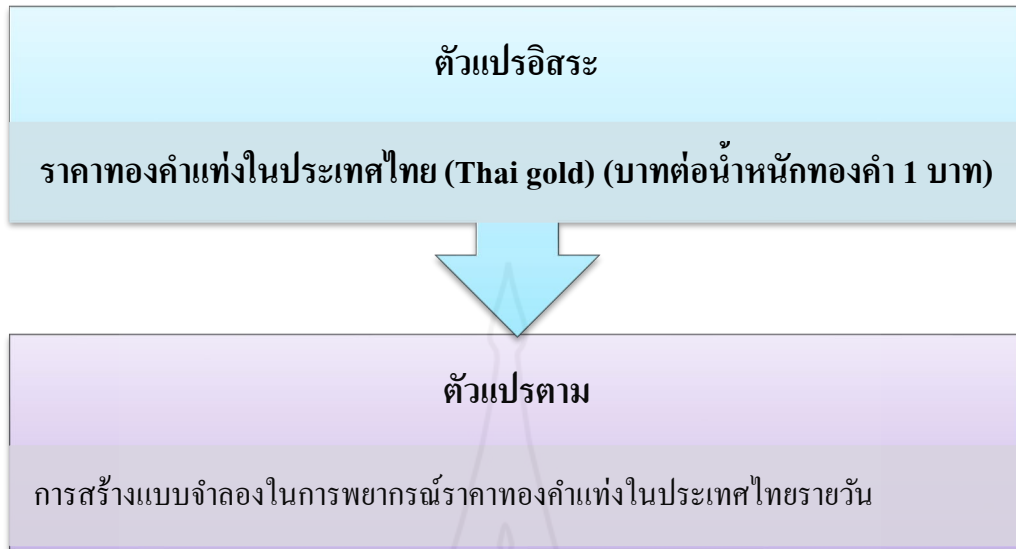 ตัวแปรอิสระ
ราคาทองคำแท่งในประเทศไทย (Thai gold) (บาทต่อน้ำหนักทองคำ 1 บาท)
ตัวแปรตาม
การสร้างแบบจำลองในการพยากรณ์ราคาทองคำแท่งในประเทศไทยรายวัน